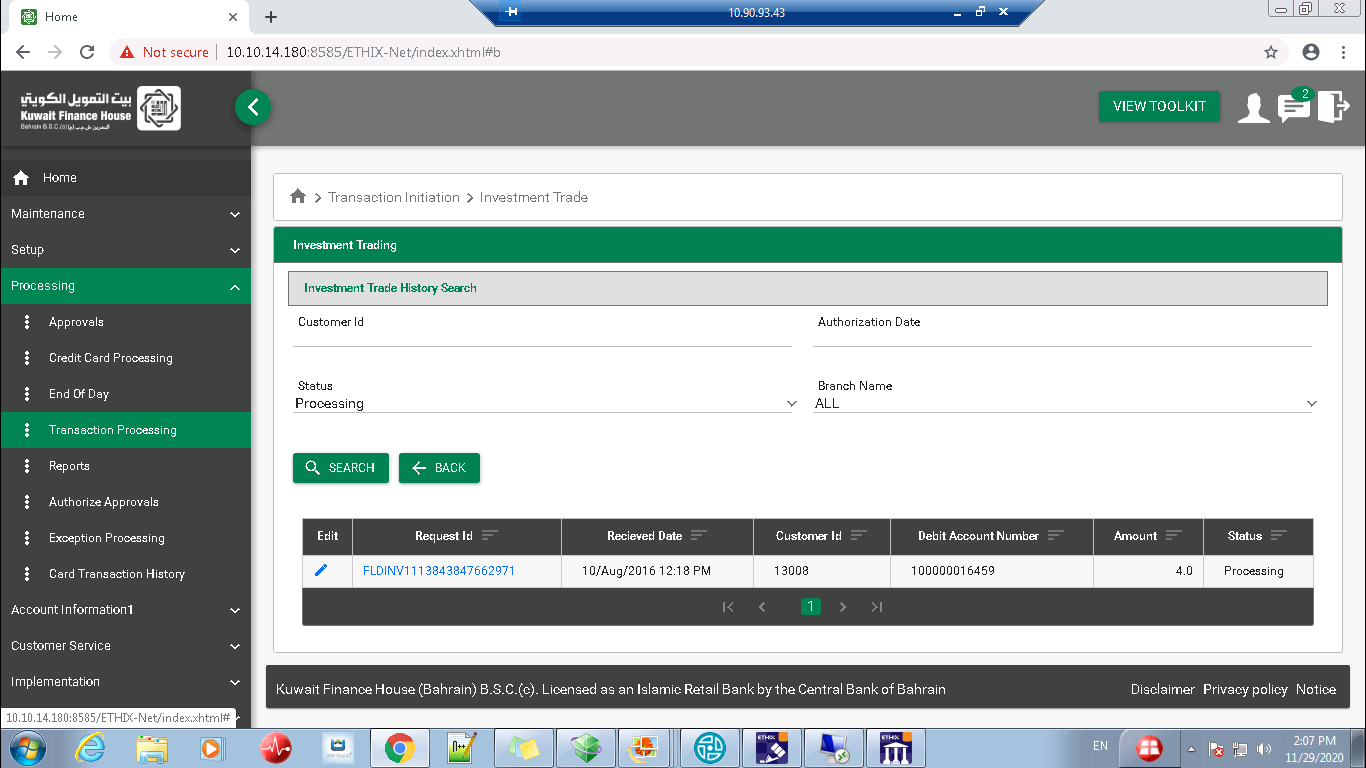 Home
10.90.93.43
Not secure
10.10.14.180:8585/ETHIX-Net/index.xhtml#b
بيت التمويل الكويتي
Kuwait Finance House
VIEW TOOLKIT
2
Home
Maintenance
Setup
Processing
Approvals
Credit Card Processing
End Of Day
Transaction Processing
Reports
Authorize Approvals
Exception Processing
Card Transaction History
Account Information1
Customer Service
Implementation
Transaction Initiation
Investment Trade
Investment Trading
Investment Trade History Search
Customer Id
Authorization Date
Status
Branch Name
Processing
ALL
SEARCH
BACK
Edit Request Id Recieved Date Customer Id Debit Account Number Amount Status
FLDINV1113843847662971 10/Aug/2016 12:18 PM 13008 100000016459 4.0 Processing
1
Kuwait Finance House (Bahrain) B.S.C.(c). Licensed as an Islamic Retail Bank by the Central Bank of Bahrain
Disclaimer Privacy policy Notice
10.10.14.180:8585/ETHIX-Net/index.xhtml#
EN
2:07 PM
11/29/2020